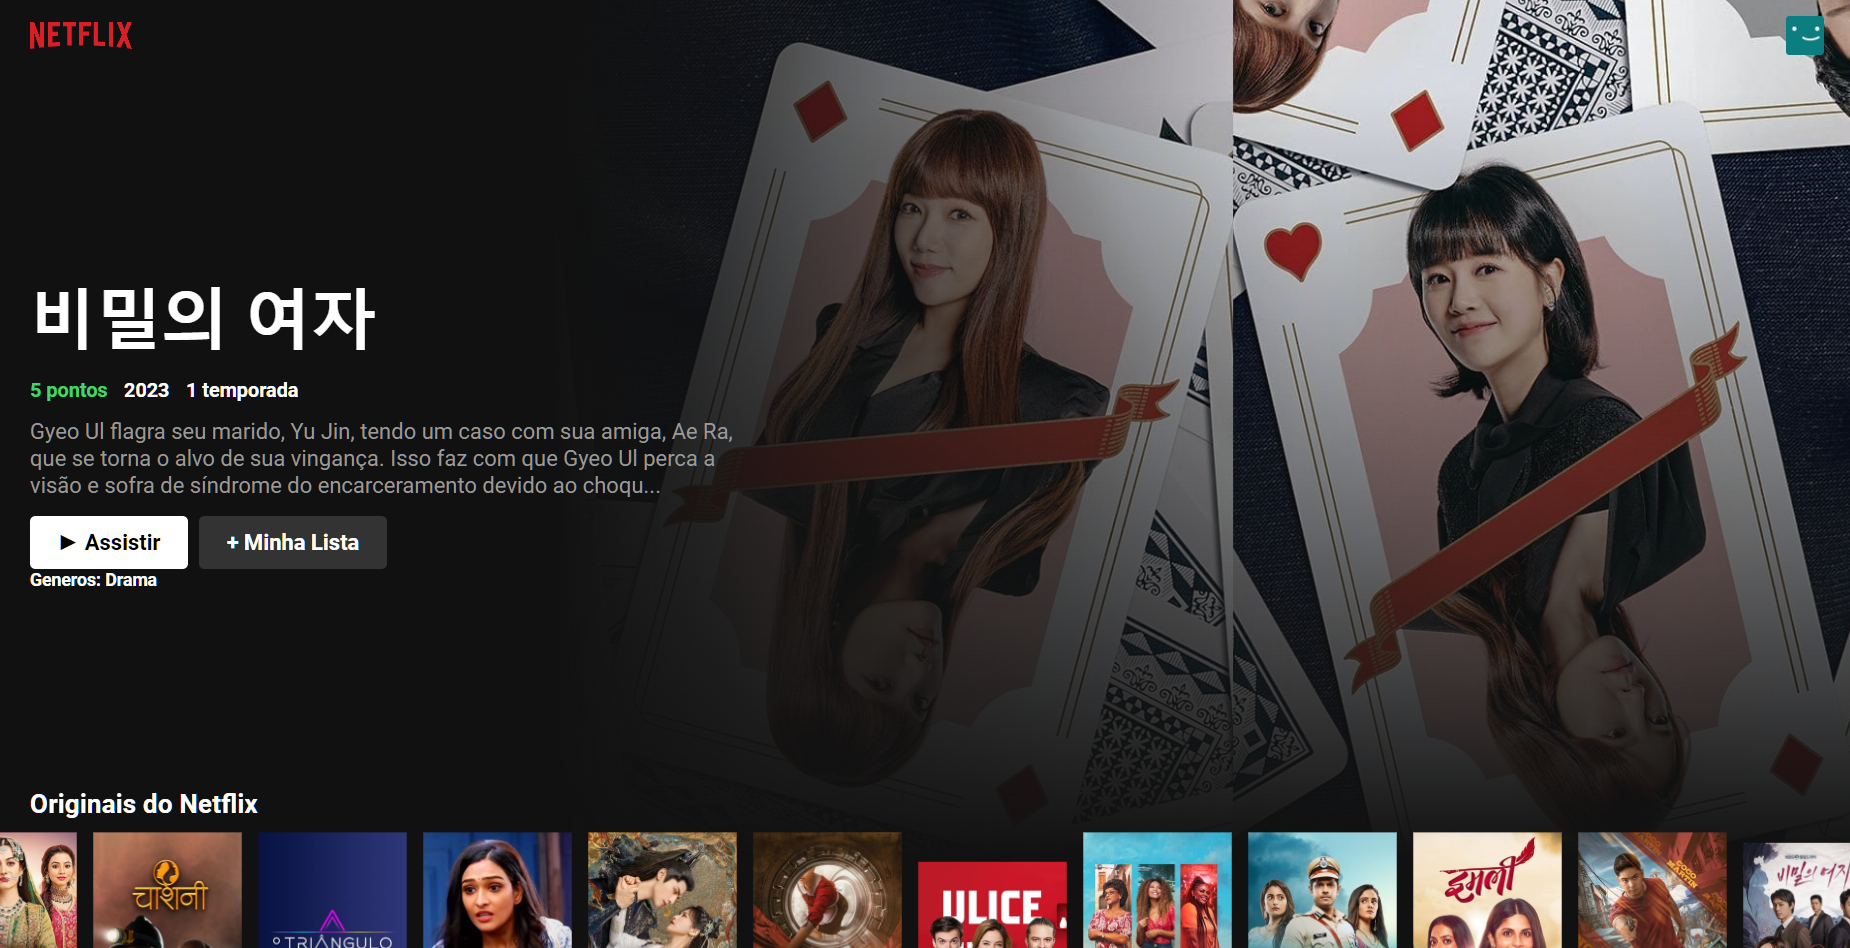 NETFLIX
비밀의 여자
5 pontos 2023 1 temporada
Gyeo Ul flagra seu marido, Yu Jin, tendo um caso com sua amiga, Ae Ra,
que se torna o alvo de sua vingança. Isso faz com que Gyeo Ul perca a
visão e sofra de síndrome do encarceramento devido ao choqu...
► Assistir
+ Minha Lista
Generos: Drama
Originais do Netflix
चाशनी
O TRIÂNGULO
ULICE
इमली
COCO
MARTIN
비밀의 여자